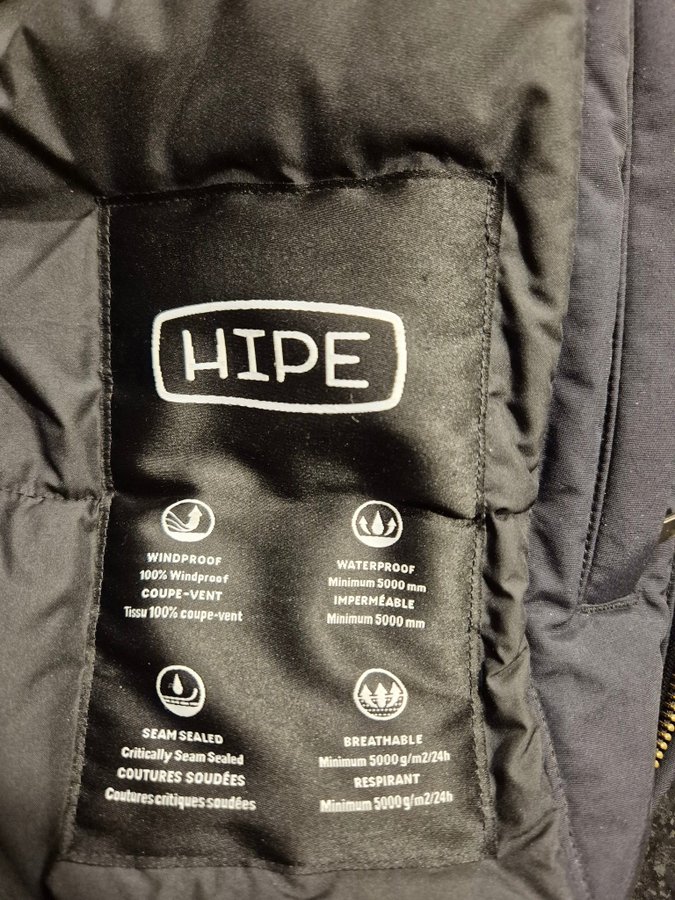 HIPE
WINDPROOF
100% Windproof
COUPE-VENT
Tissu 100% coupe-vent
WATERPROOF
Minimum 5000 mm
IMPERMÉABLE
Minimum 5000 mm
SEAM SEALED
Critically Seam Sealed
COUTURES SOUDÉES
Coutures critiques soudées
BREATHABLE
Minimum 5000 g/m2/24h
RESPIRANT
Minimum 5000 g/m2/24h